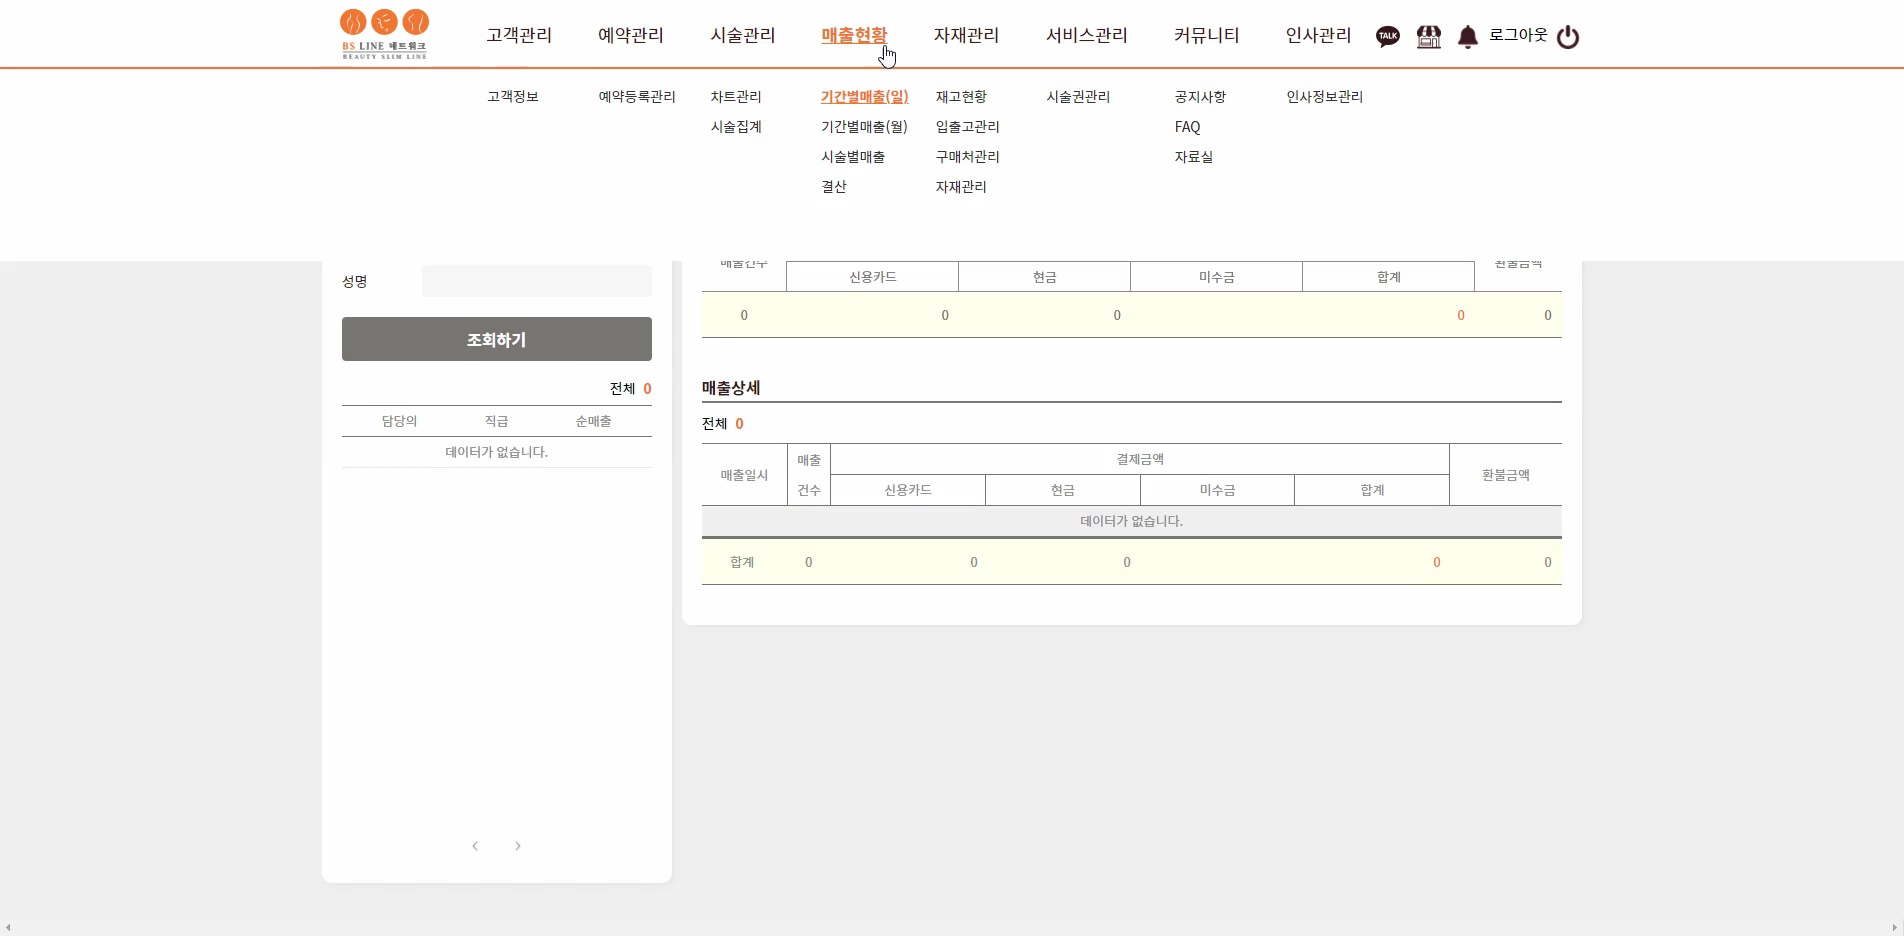 BS LINE 네트워크
BEAUTY SLIM LINE
고객관리 예약관리 시술관리 매출현황 자재관리 서비스관리 커뮤니티 인사관리 TALK 로그아웃
고객정보 예약등록관리 차트관리 기간별매출(일) 재고현황 시술권관리 공지사항 인사정보관리
시술집계 기간별매출(월) 입출고관리 FAQ
시술별매출 구매처관리 자료실
결산 자재관리
성명
조회하기
전체 0
담당의 직급 순매출
데이터가 없습니다.
매출건수 환불금액
신용카드 현금 미수금 합계
0 0 0 0 0
매출상세
전체 0
매출일시 매출 건수 결제금액 환불금액
신용카드 현금 미수금 합계
데이터가 없습니다.
합계 0 0 0 0 0